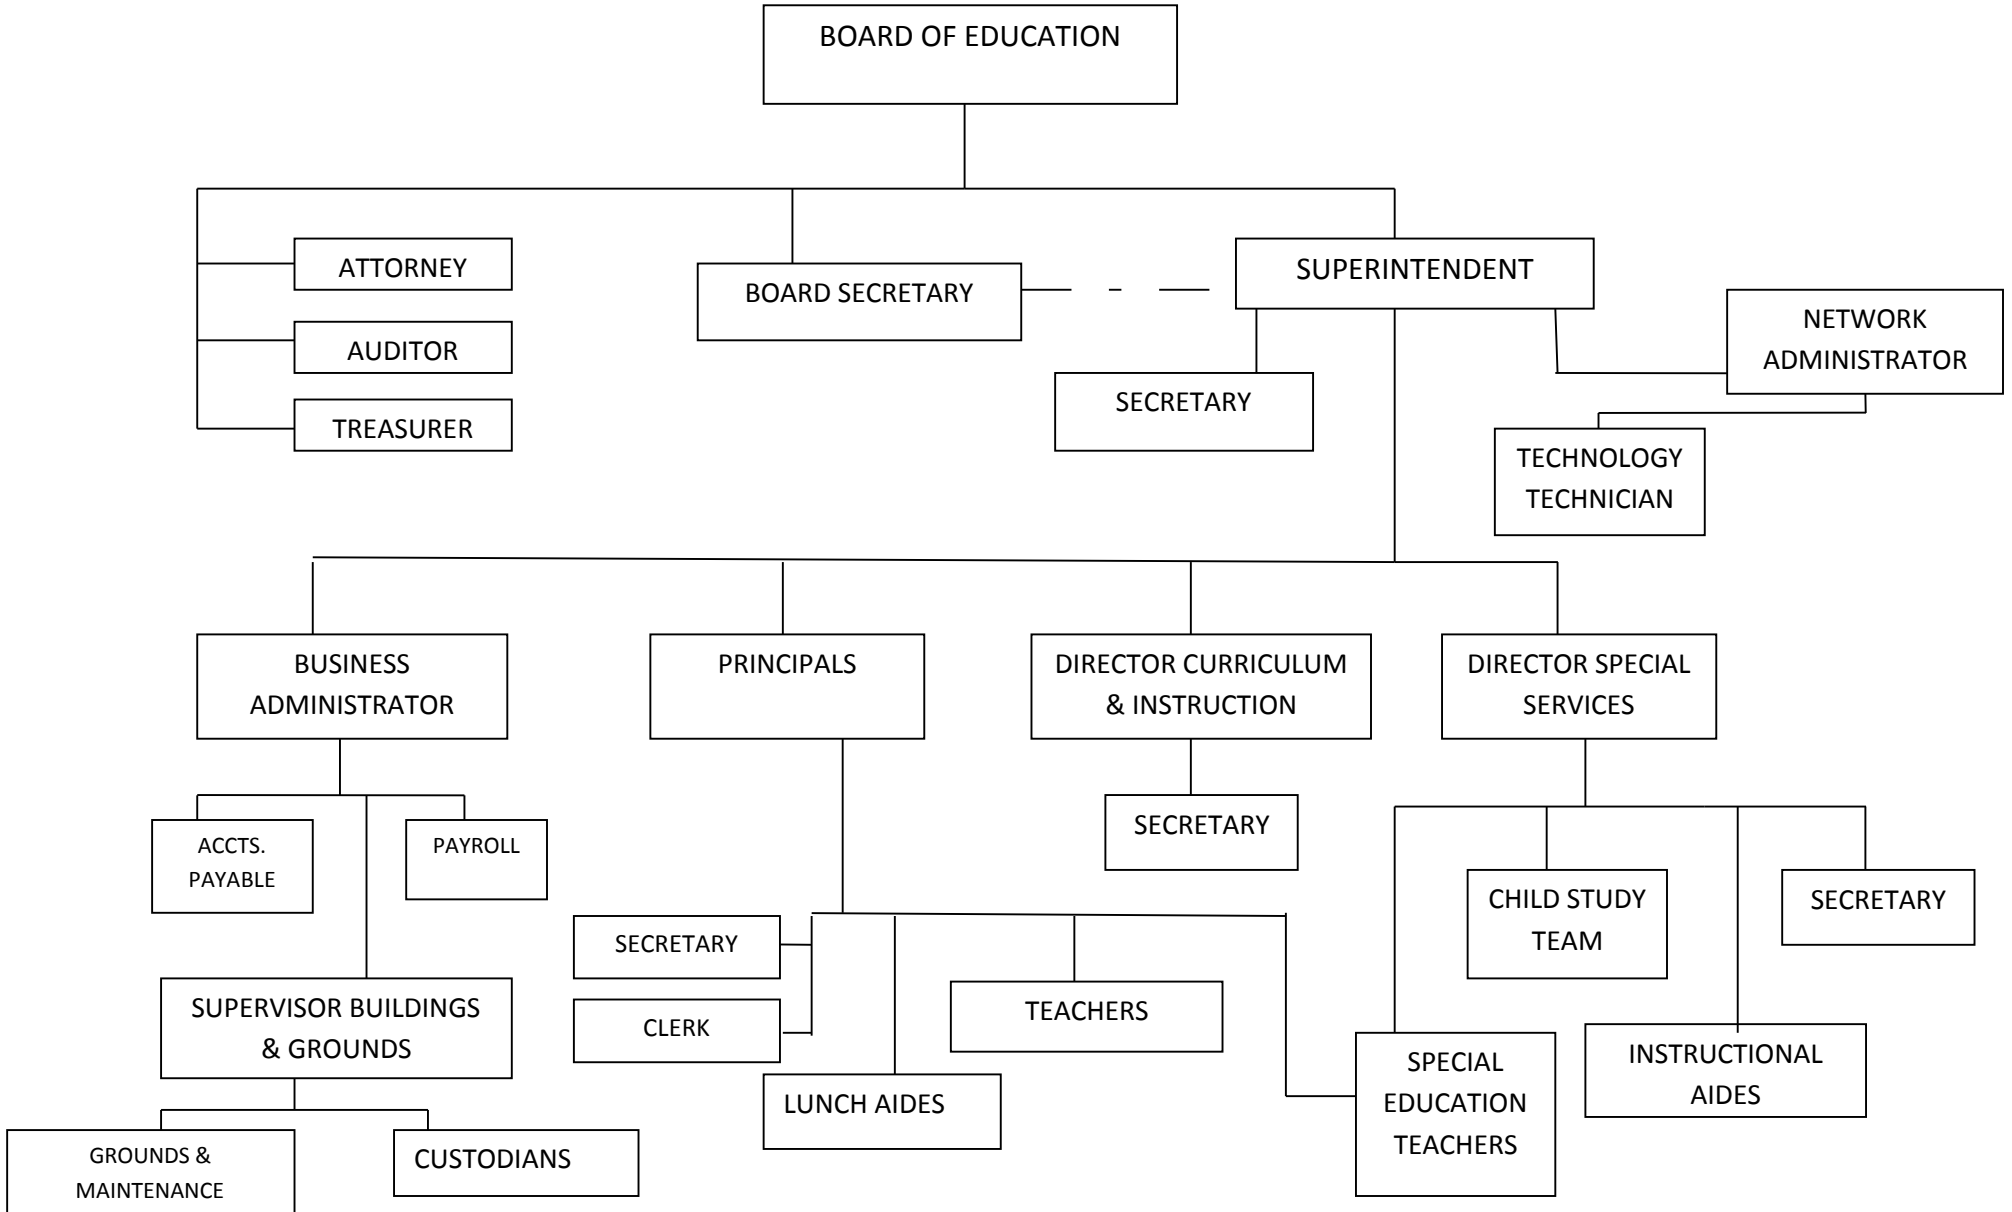 BOARD OF EDUCATION
ATTORNEY
AUDITOR
TREASURER
BOARD SECRETARY
SUPERINTENDENT
SECRETARY
NETWORK
ADMINISTRATOR
TECHNOLOGY
TECHNICIAN
BUSINESS
ADMINISTRATOR
PRINCIPALS
DIRECTOR CURRICULUM
& INSTRUCTION
DIRECTOR SPECIAL
SERVICES
ACCTS.
PAYABLE
PAYROLL
SUPERVISOR BUILDINGS
& GROUNDS
GROUNDS &
MAINTENANCE
CUSTODIANS
SECRETARY
CLERK
LUNCH AIDES
TEACHERS
SECRETARY
SPECIAL
EDUCATION
TEACHERS
CHILD STUDY
TEAM
INSTRUCTIONAL
AIDES
SECRETARY